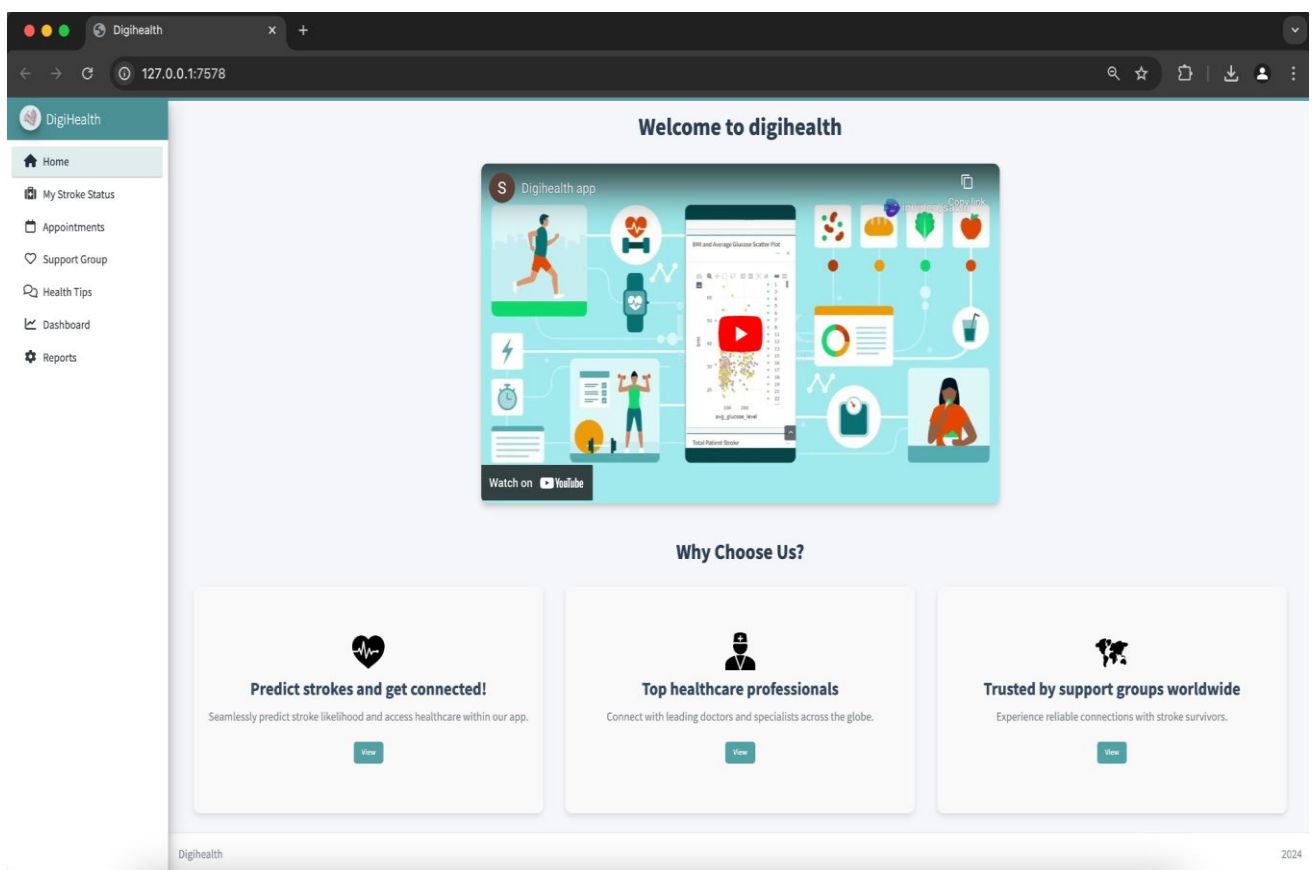 Digihealth
127.0.0.1:7578
DigiHealth
Home
My Stroke Status
Appointments
Support Group
Health Tips
Dashboard
Reports
Welcome to digihealth
S Digihealth app
Copy link
BMI and Average Glucose Scatter Plot
avg_glucose_level
Total Patient Stroke
Watch on YouTube
Why Choose Us?
Predict strokes and get connected!
Seamlessly predict stroke likelihood and access healthcare within our app.
View
Top healthcare professionals
Connect with leading doctors and specialists across the globe.
View
Trusted by support groups worldwide
Experience reliable connections with stroke survivors.
View
Digihealth
2024